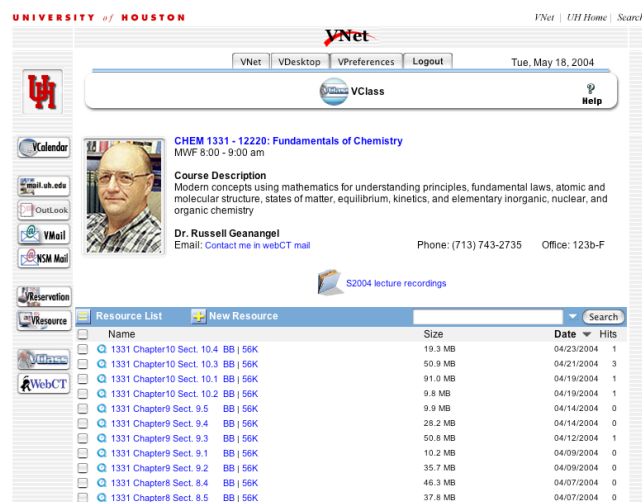 UNIVERSITY of HOUSTON
VNet | UH Home | Search
VNet
VNet VDesktop VPreferences Logout
Tue, May 18, 2004
UH
VClass
? Help
VCalendar
mail.uh.edu
OutLook
VMail
NSM Mail
VReservation
VResource
VClass
WebCT
CHEM 1331 - 12220: Fundamentals of Chemistry
MWF 8:00 - 9:00 am
Course Description
Modern concepts using mathematics for understanding principles, fundamental laws, atomic and
molecular structure, states of matter, equilibrium, kinetics, and elementary inorganic, nuclear, and
organic chemistry
Dr. Russell Geanangel
Email: Contact me in webCT mail Phone: (713) 743-2735 Office: 123b-F
S2004 lecture recordings
Resource List New Resource Search
Name Size Date Hits
1331 Chapter10 Sect. 10.4 BB | 56K 19.3 MB 04/23/2004 1
1331 Chapter10 Sect. 10.3 BB | 56K 50.9 MB 04/21/2004 3
1331 Chapter10 Sect. 10.1 BB | 56K 91.0 MB 04/19/2004 1
1331 Chapter10 Sect. 10.2 BB | 56K 9.8 MB 04/19/2004 1
1331 Chapter9 Sect. 9.5 BB | 56K 9.9 MB 04/14/2004 0
1331 Chapter9 Sect. 9.4 BB | 56K 28.2 MB 04/14/2004 0
1331 Chapter9 Sect. 9.3 BB | 56K 50.8 MB 04/12/2004 1
1331 Chapter9 Sect. 9.1 BB | 56K 10.2 MB 04/09/2004 0
1331 Chapter9 Sect. 9.2 BB | 56K 35.7 MB 04/09/2004 0
1331 Chapter8 Sect. 8.4 BB | 56K 46.3 MB 04/07/2004 0
1331 Chapter8 Sect. 8.5 BB | 56K 37.8 MB 04/07/2004 0